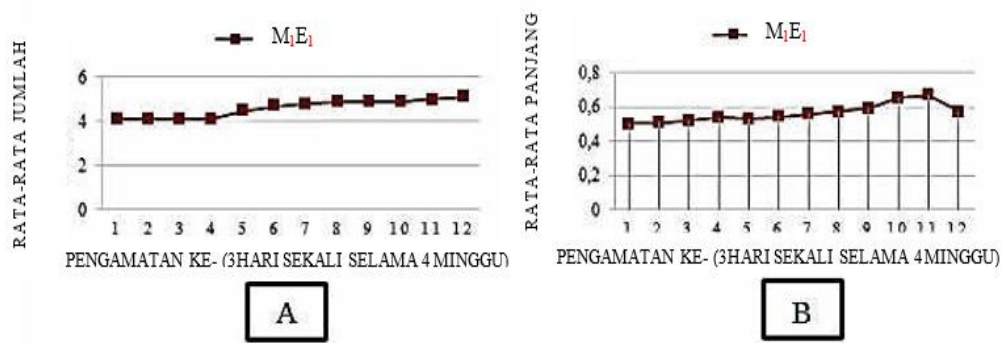 M₁E₁
RATA-RATA JUMLAH
6
4
2
0
1 2 3 4 5 6 7 8 9 10 11 12
PENGAMATAN KE- (3HARI SEKALI SELAMA 4 MINGGU)
A
M₁E₁
RATA-RATA PANJANG
0,8
0,6
0,4
0,2
0
1 2 3 4 5 6 7 8 9 10 11 12
PENGAMATAN KE- (3HARI SEKALI SELAMA 4 MINGGU)
B